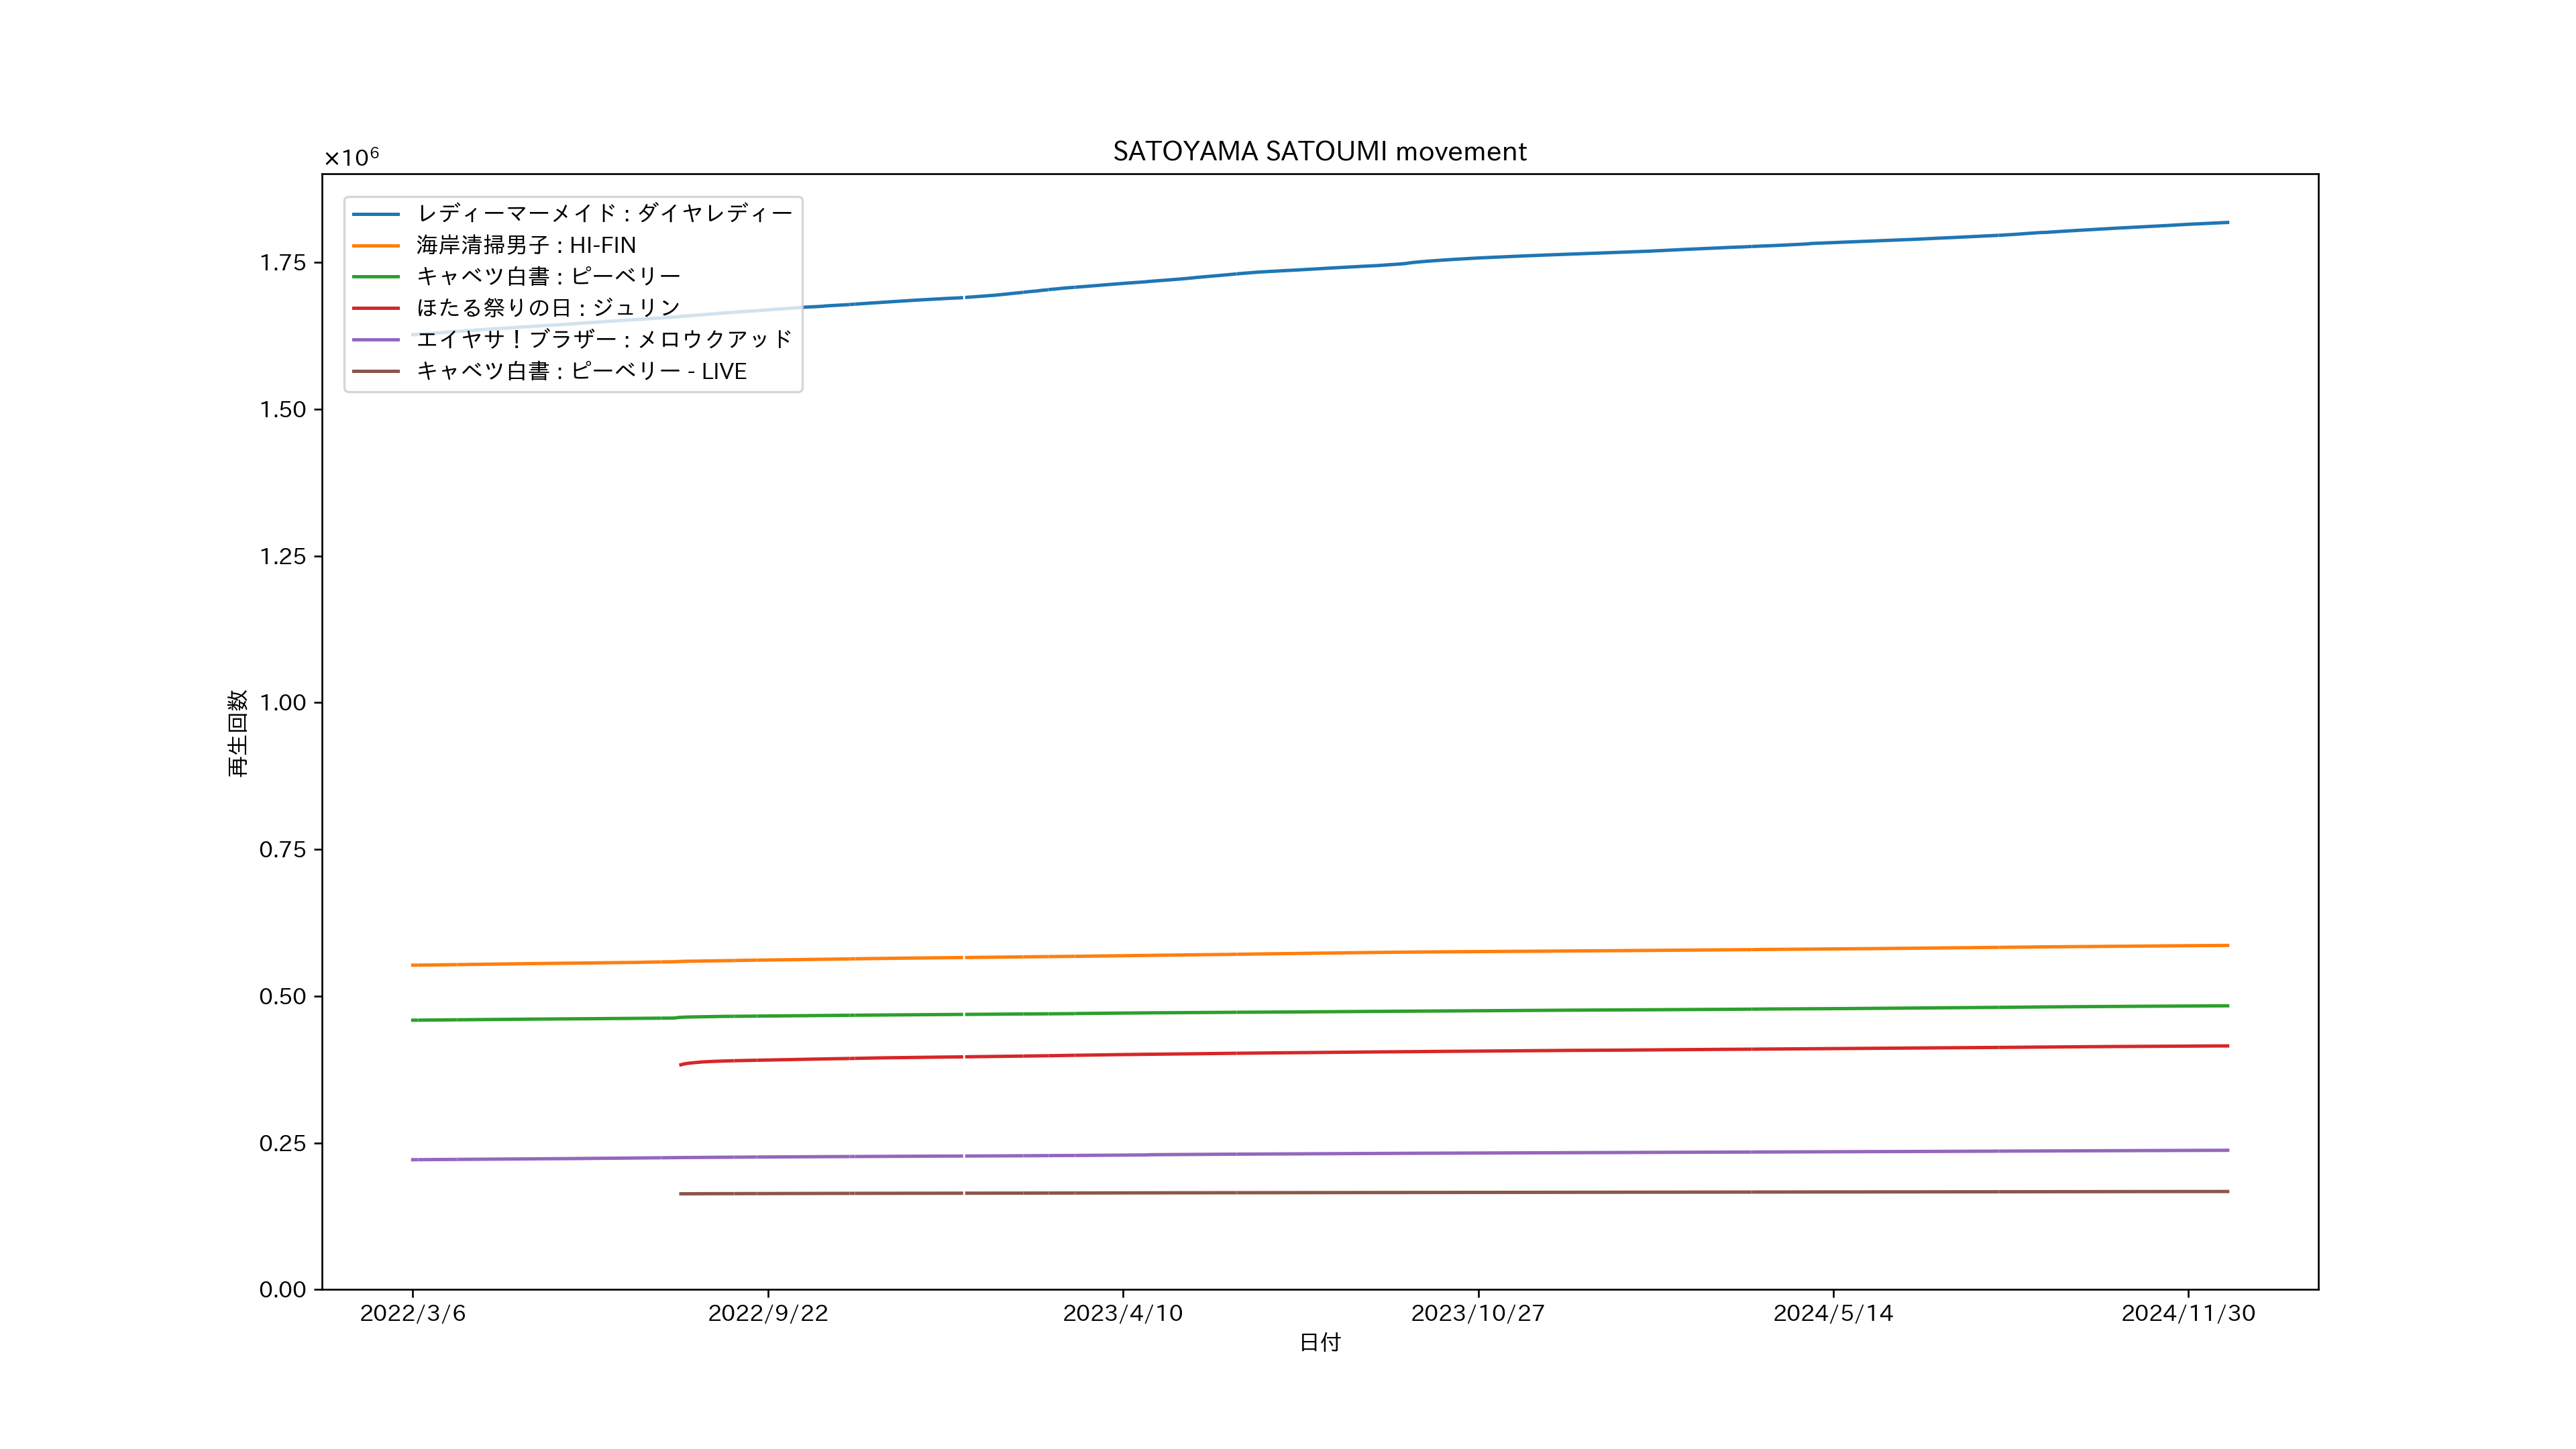 SATOYAMA SATOUMI movement
×10⁶
レディーマーメイド : ダイヤレディー
海岸清掃男子 : HI-FIN
キャベツ白書 : ピーベリー
ほたる祭りの日 : ジュリン
エイヤサ！ブラザー : メロウクアッド
キャベツ白書 : ピーベリー - LIVE
1.75
1.50
1.25
1.00
0.75
0.50
0.25
0.00
再生回数
2022/3/6 2022/9/22 2023/4/10 2023/10/27 2024/5/14 2024/11/30
日付